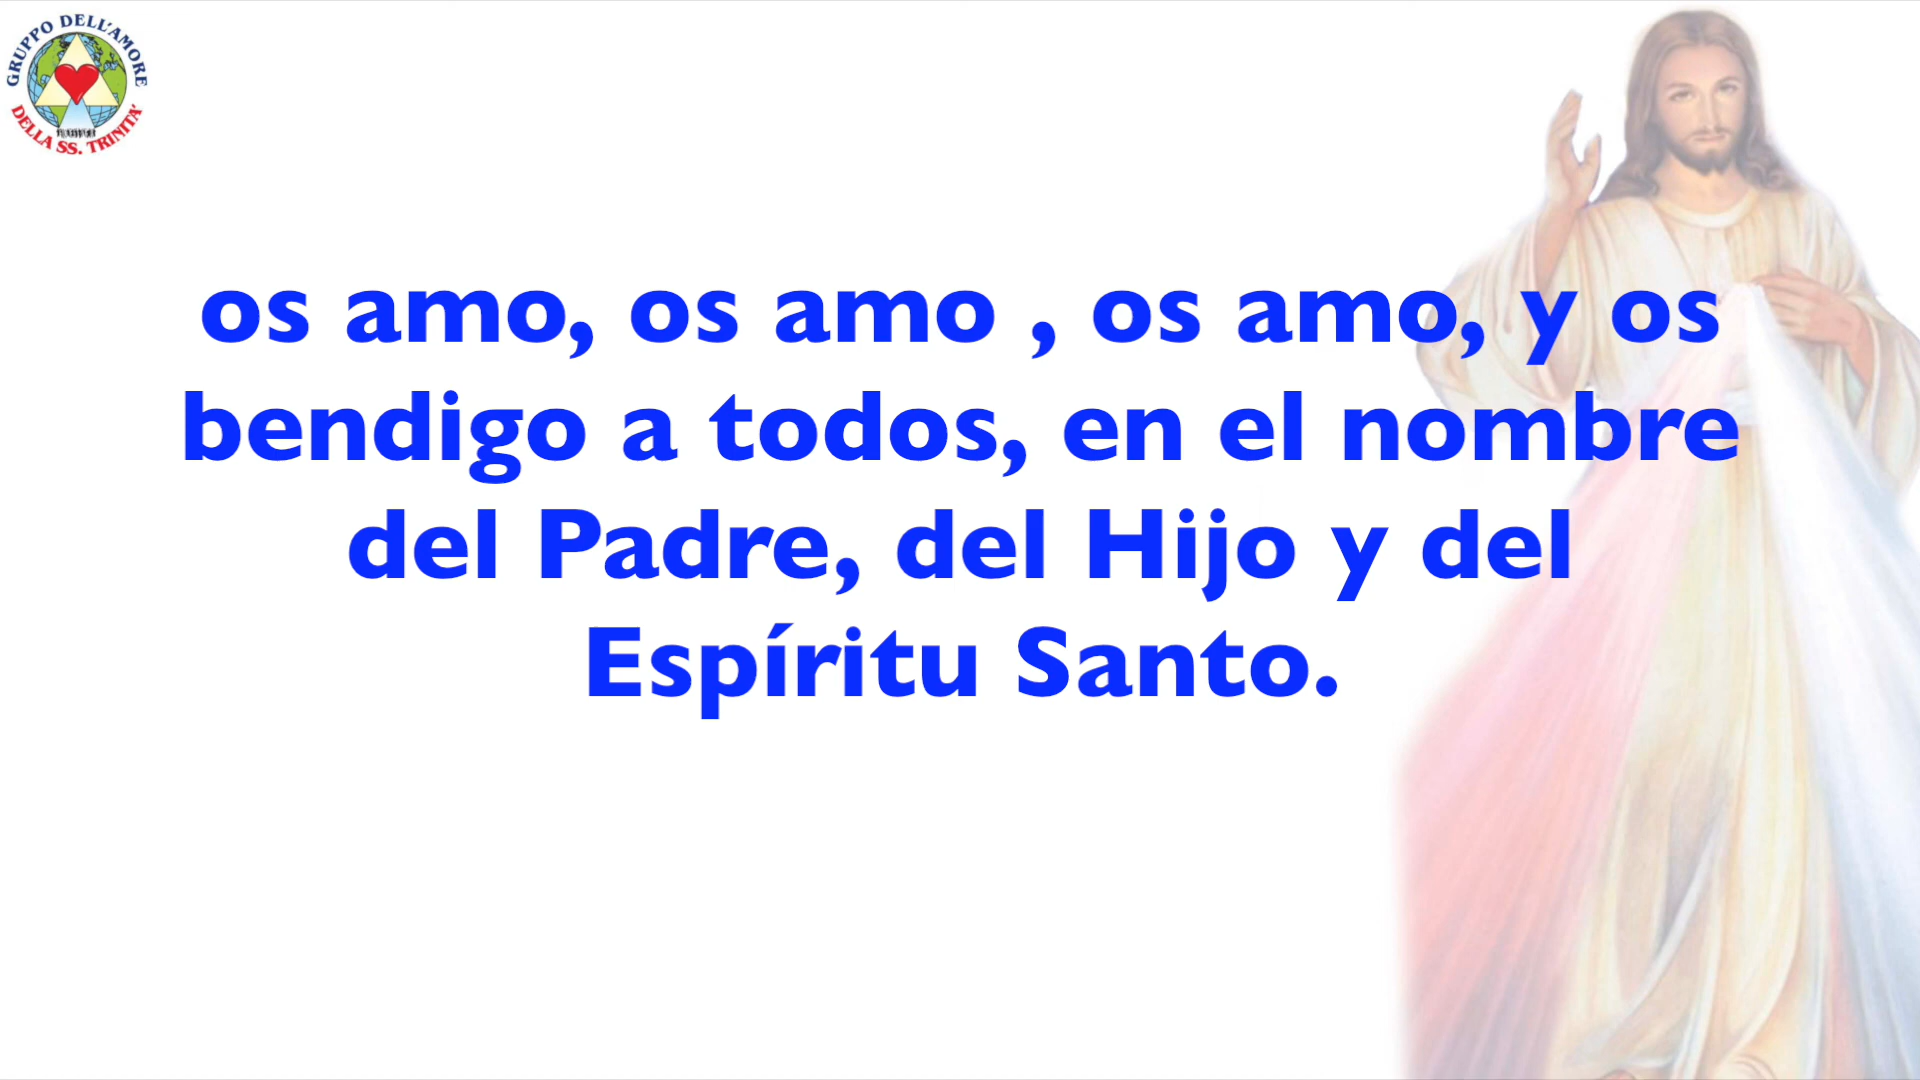 GRUPPO DELL'AMORE
DELLA SS. TRINITA'
os amo, os amo , os amo, y os
bendigo a todos, en el nombre
del Padre, del Hijo y del
Espíritu Santo.